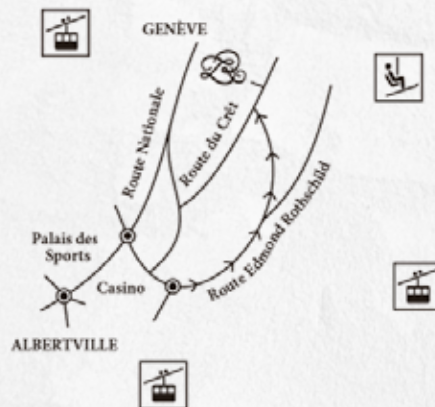 GENÈVE
Route Nationale
Route du Crêt
Route Edmond Rothschild
Palais des
Sports
Casino
ALBERTVILLE